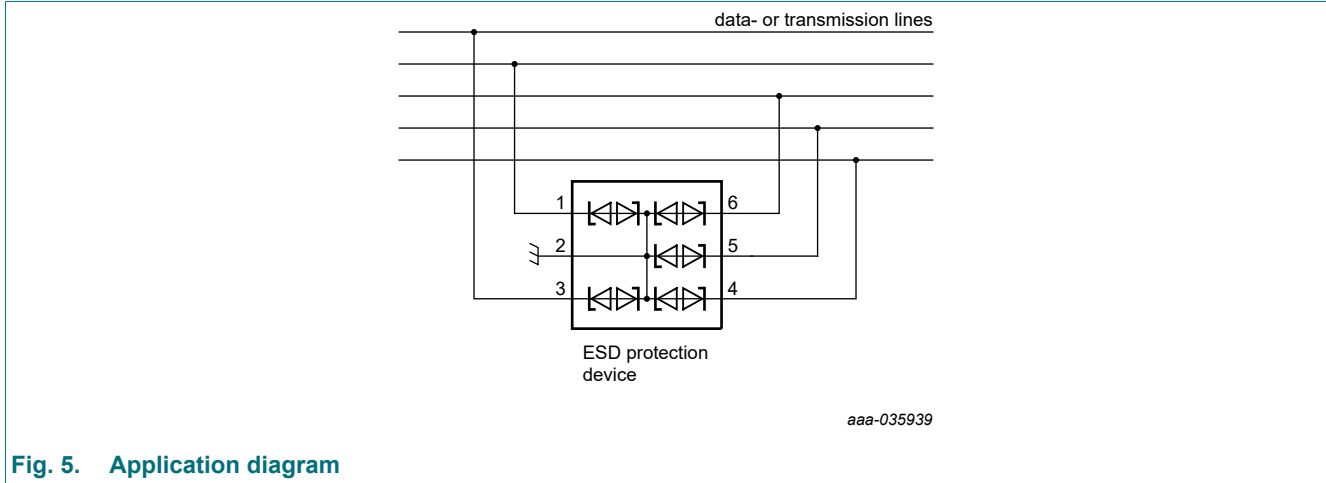 data- or transmission lines
1
6
2
5
3
4
ESD protection
device
aaa-035939
Fig. 5. Application diagram